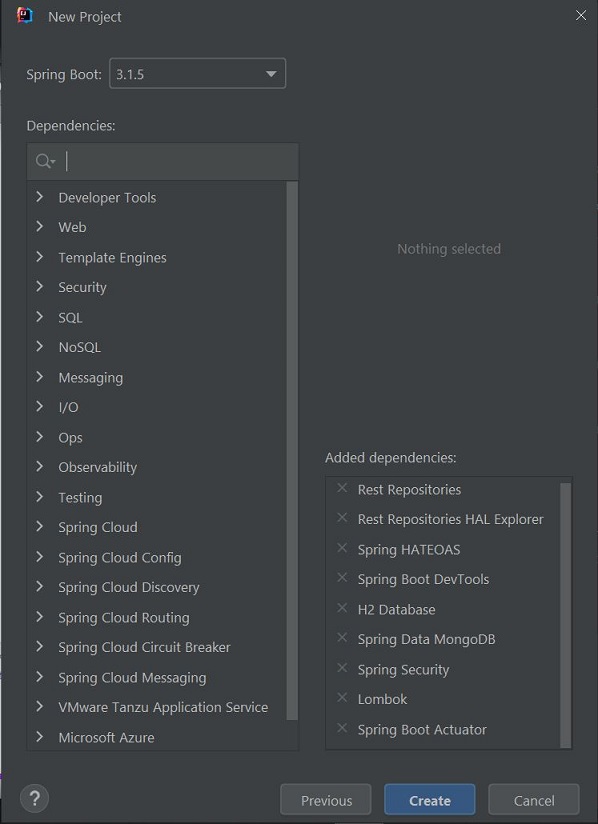 New Project
Spring Boot: 3.1.5
Dependencies:
Developer Tools
Web
Template Engines
Security
SQL
NoSQL
Messaging
I/O
Ops
Observability
Testing
Spring Cloud
Spring Cloud Config
Spring Cloud Discovery
Spring Cloud Routing
Spring Cloud Circuit Breaker
Spring Cloud Messaging
VMware Tanzu Application Service
Microsoft Azure
Nothing selected
Added dependencies:
Rest Repositories
Rest Repositories HAL Explorer
Spring HATEOAS
Spring Boot DevTools
H2 Database
Spring Data MongoDB
Spring Security
Lombok
Spring Boot Actuator
? Previous Create Cancel